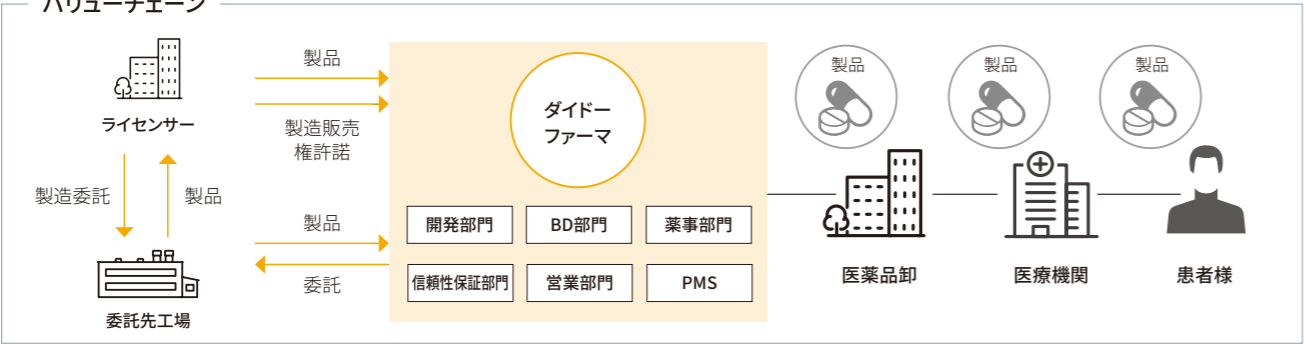 バリューチェーン
ライセンサー
製造委託
製品
委託先工場
製品
製造販売
権許諾
製品
委託
ダイドー
ファーマ
開発部門
BD部門
薬事部門
信頼性保証部門
営業部門
PMS
製品
製品
製品
医薬品卸
医療機関
患者様